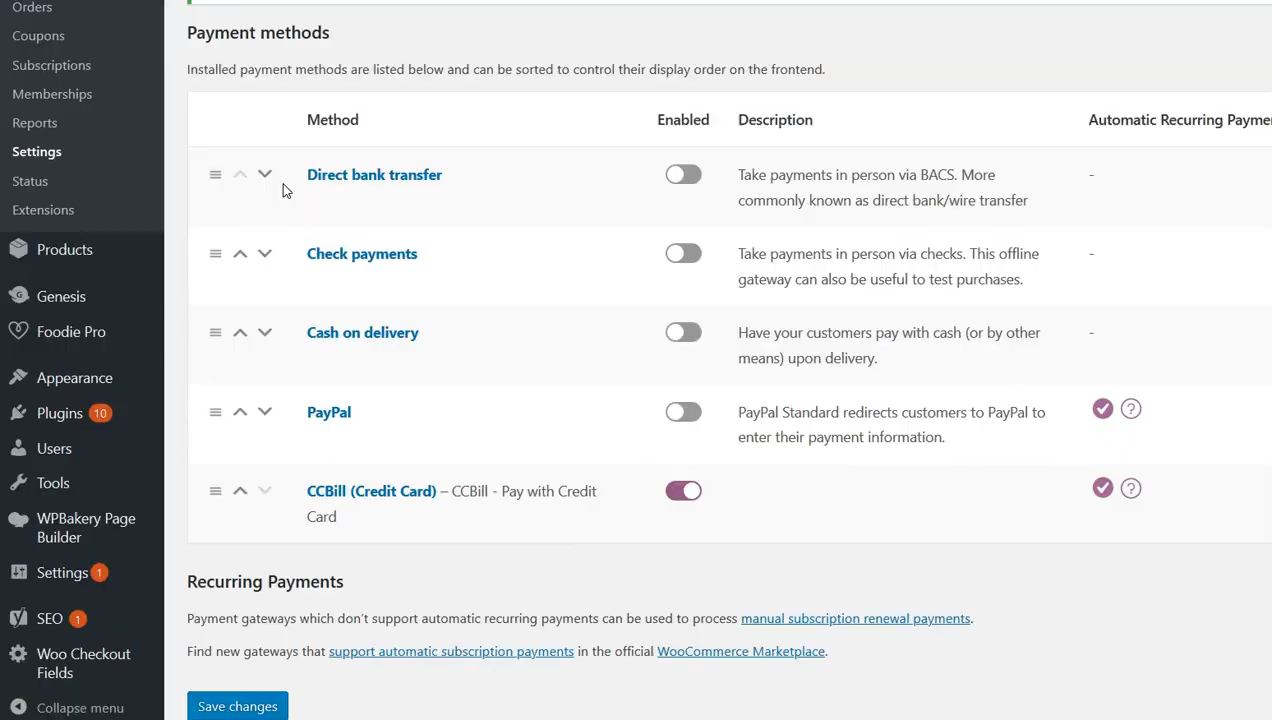 Orders
Coupons
Subscriptions
Memberships
Reports
Settings
Status
Extensions
Products
Genesis
Foodie Pro
Appearance
Plugins 10
Users
Tools
WPBakery Page
Builder
Settings 1
SEO 1
Woo Checkout
Fields
Collapse menu
Payment methods
Installed payment methods are listed below and can be sorted to control their display order on the frontend.
Method Enabled Description Automatic Recurring Payme
Direct bank transfer Take payments in person via BACS. More -
commonly known as direct bank/wire transfer
Check payments Take payments in person via checks. This offline -
gateway can also be useful to test purchases.
Cash on delivery Have your customers pay with cash (or by other -
means) upon delivery.
PayPal PayPal Standard redirects customers to PayPal to ?
enter their payment information.
CCBill (Credit Card) – CCBill - Pay with Credit ?
Card
Recurring Payments
Payment gateways which don't support automatic recurring payments can be used to process manual subscription renewal payments.
Find new gateways that support automatic subscription payments in the official WooCommerce Marketplace.
Save changes